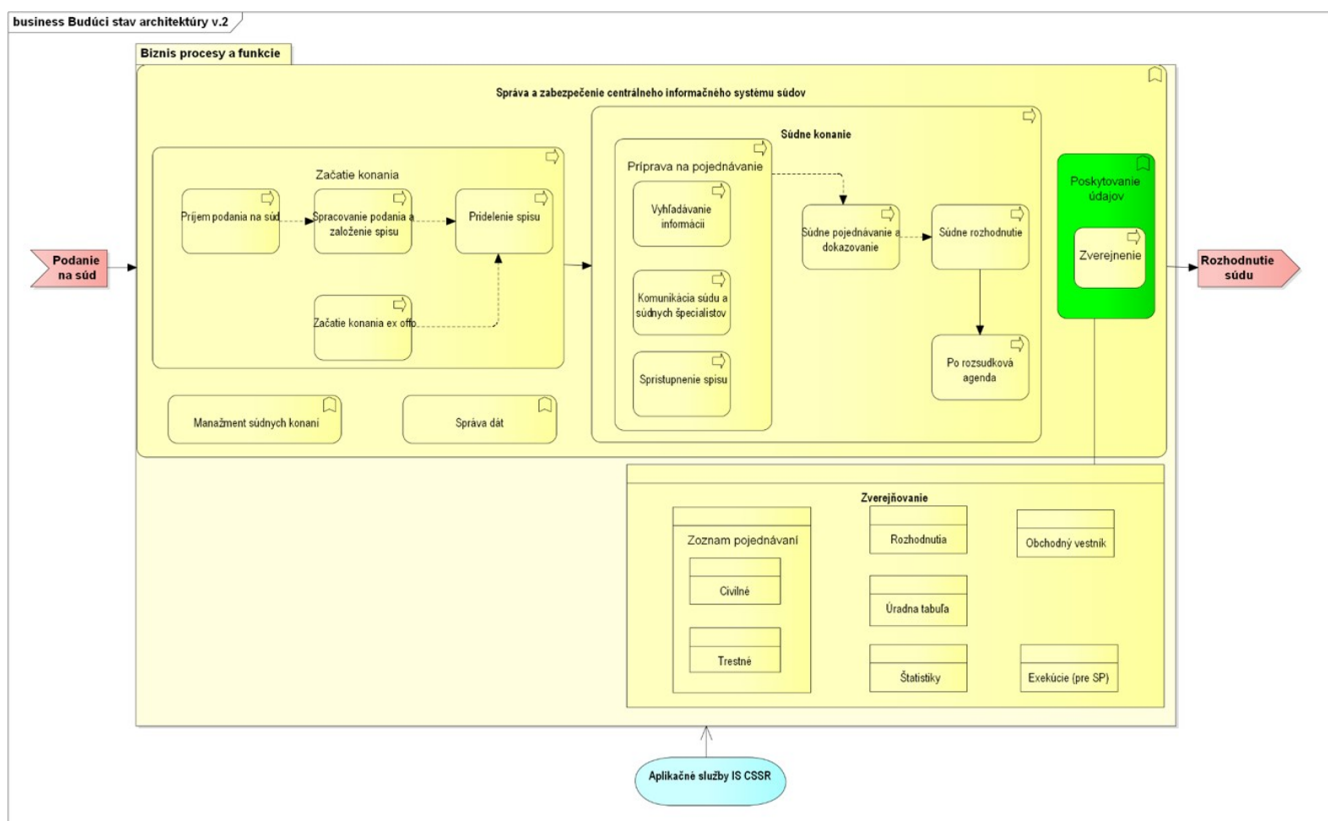 business Budúci stav architektúry v.2
Biznis procesy a funkcie
Správa a zabezpečenie centrálneho informačného systému súdov
Začatie konania
Príjem podania na súd
Spracovanie podania a
založenie spisu
Pridelenie spisu
Začatie konania ex offo
Manažment súdnych konaní
Správa dát
Súdne konanie
Príprava na pojednávanie
Vyhľadávanie
informácií
Komunikácia súdu a
súdnych špecialistov
Sprístupnenie spisu
Súdne pojednávanie a
dokazovanie
Súdne rozhodnutie
Po rozsudková
agenda
Poskytovanie
údajov
Zverejnenie
Podanie
na súd
Rozhodnutie
súdu
Zverejňovanie
Zoznam pojednávaní
Civilné
Trestné
Rozhodnutia
Úradna tabuľa
Štatistiky
Obchodný vestník
Exekúcie (pre SP)
Aplikačné služby IS CSSR